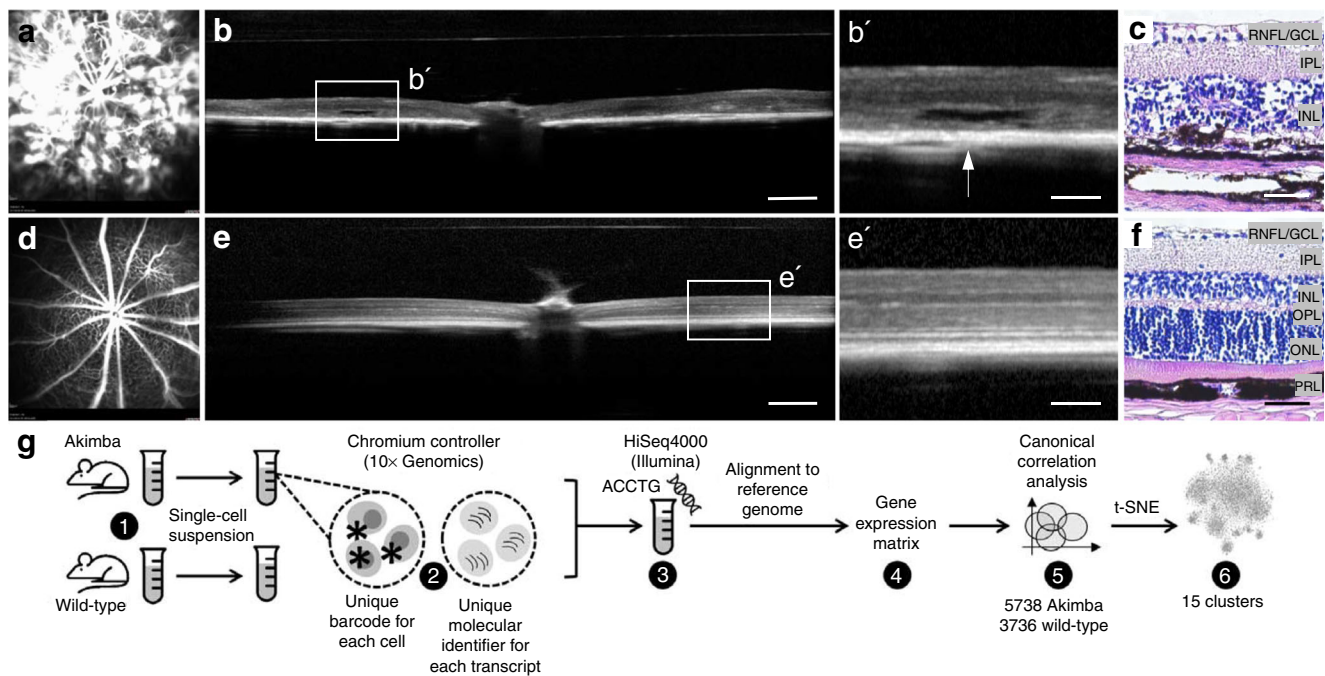 a
b
b´
b´
c
RNFL/GCL
IPL
INL
d
e
e´
e´
f
RNFL/GCL
IPL
INL
OPL
ONL
PRL
g
Akimba
Wild-type
1
Single-cell
suspension
Chromium controller
(10× Genomics)
2
Unique
barcode for
each cell
Unique
molecular
identifier for
each transcript
HiSeq4000
(Illumina)
ACCTG
3
Alignment to
reference
genome
Gene
expression
matrix
4
Canonical
correlation
analysis
5
5738 Akimba
3736 wild-type
t-SNE
6
15 clusters